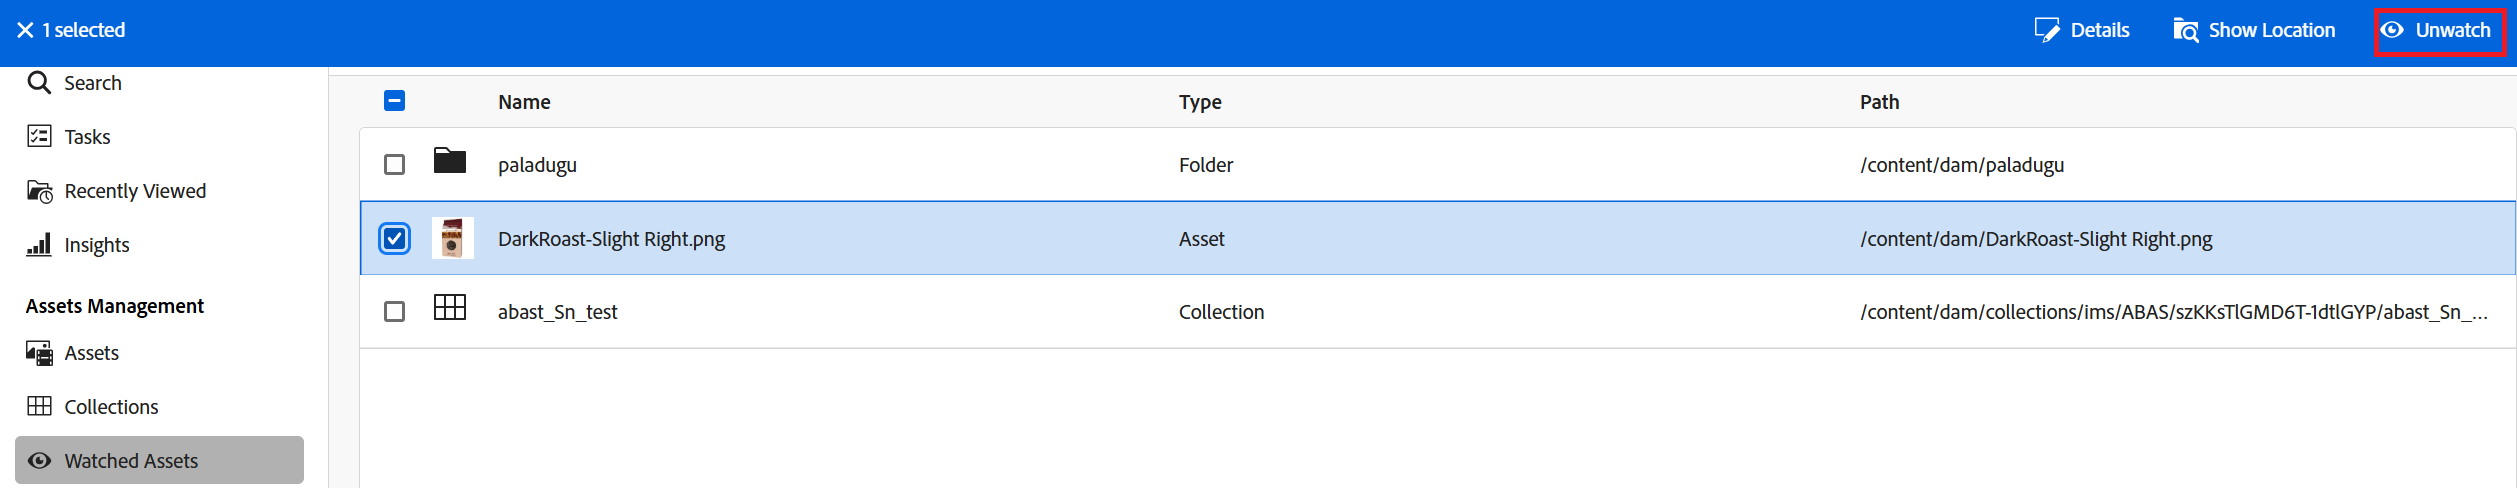 1 selected
Details
Show Location
Unwatch
Search
Tasks
Recently Viewed
Insights
Assets Management
Assets
Collections
Watched Assets
Name Type Path
paladugu Folder /content/dam/paladugu
DarkRoast-Slight Right.png Asset /content/dam/DarkRoast-Slight Right.png
abast_Sn_test Collection /content/dam/collections/ims/ABAS/szKKsTlGMD6T-1dtlGYP/abast_Sn_...